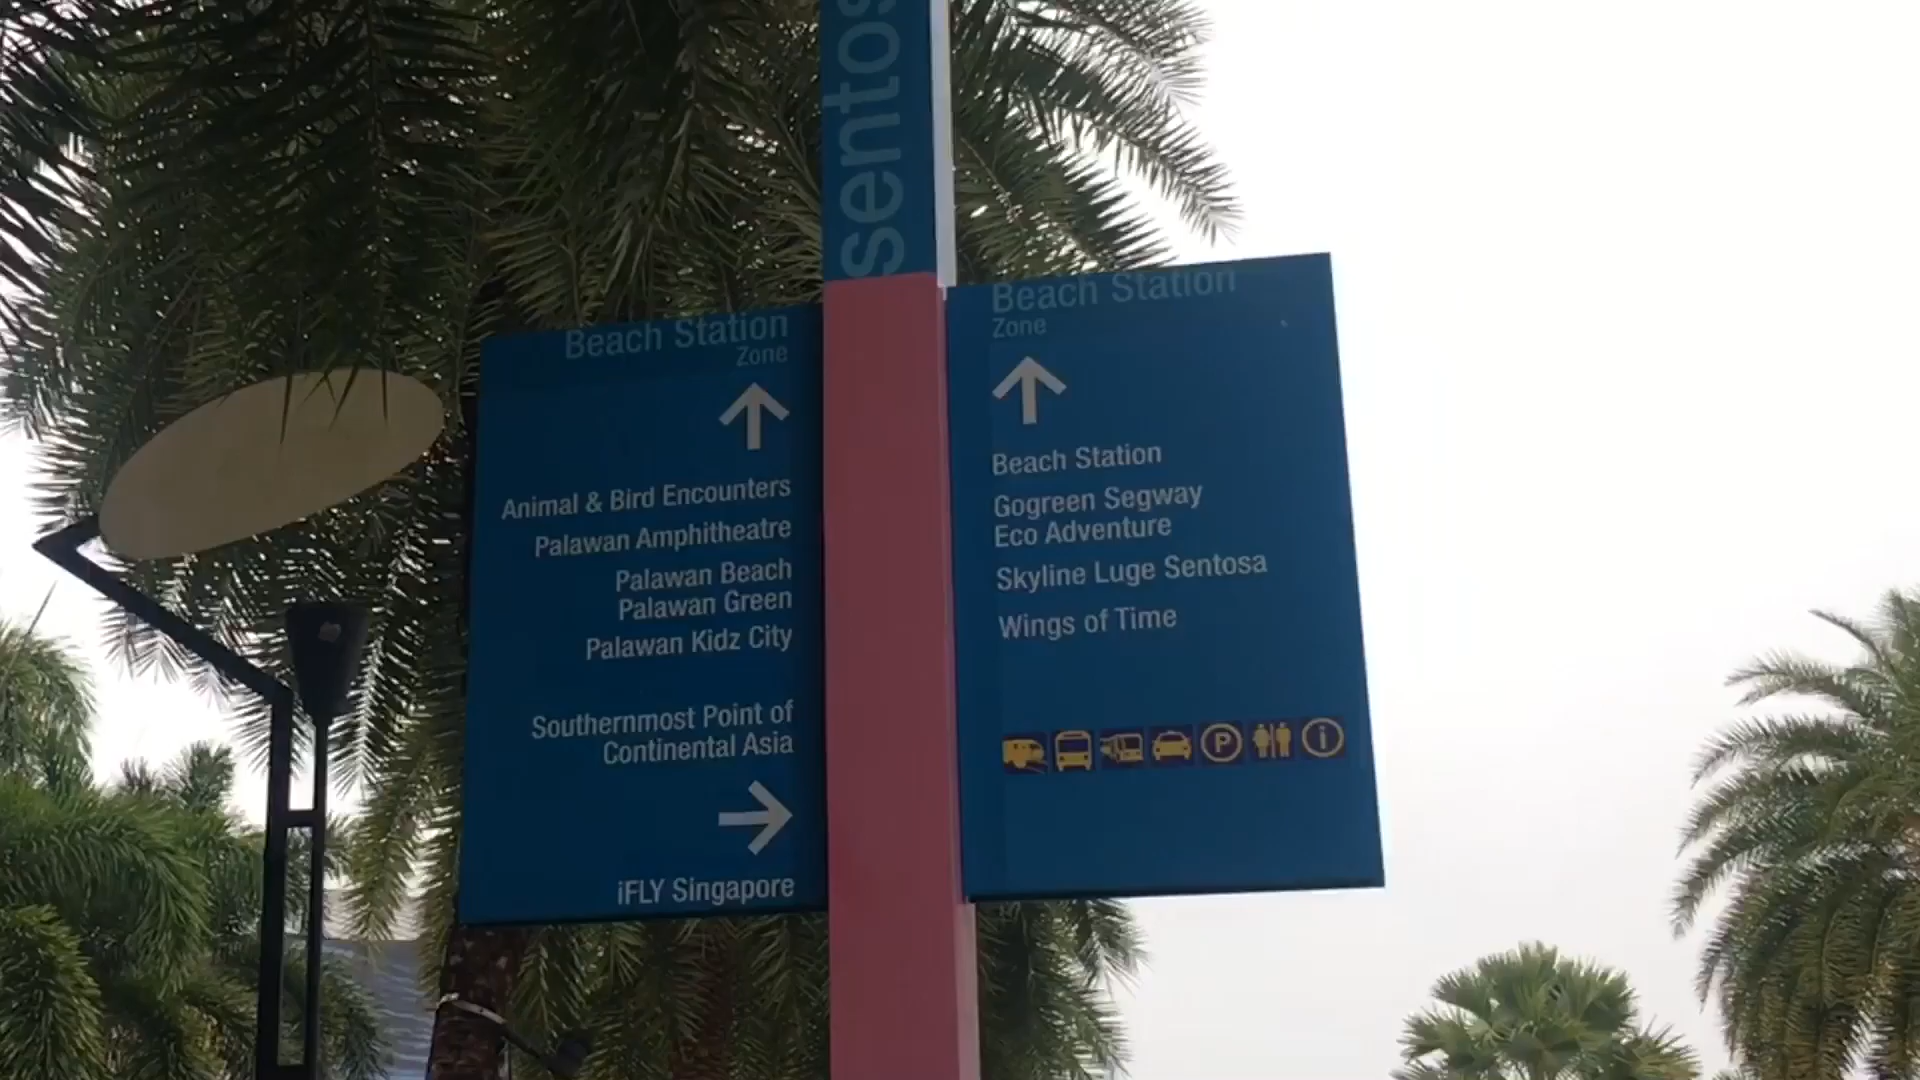 sentos
Beach Station
Zone
Animal & Bird Encounters
Palawan Amphitheatre
Palawan Beach
Palawan Green
Palawan Kidz City
Southernmost Point of
Continental Asia
iFLY Singapore
Beach Station
Zone
Beach Station
Gogreen Segway
Eco Adventure
Skyline Luge Sentosa
Wings of Time
P
i